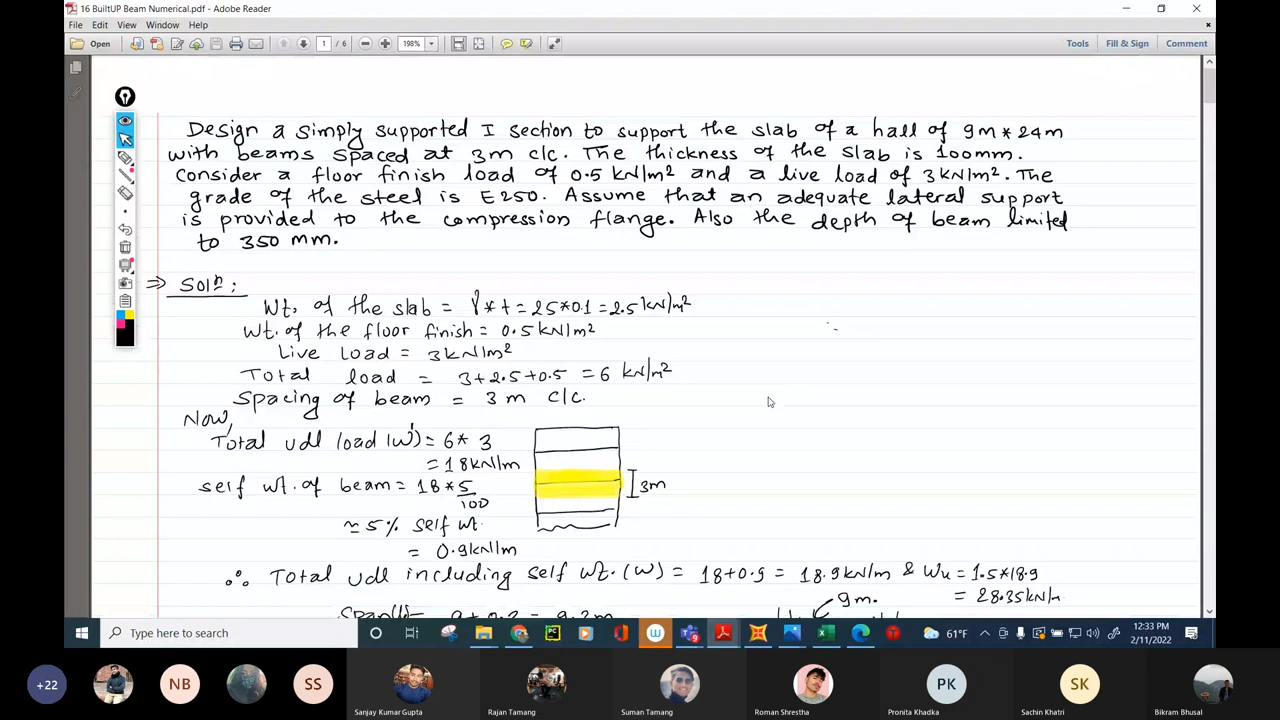 16 BuiltUP Beam Numerical.pdf - Adobe Reader
File Edit View Window Help
Open 1 / 6 198% Tools Fill & Sign Comment
Design a simply supported I section to support the slab of a hall of 9m*24m
with beams spaced at 3m c/c. The thickness of the slab is 100mm.
Consider a floor finish load of 0.5 kN/m² and a live load of 3kN/m². The
grade of the steel is E250. Assume that an adequate lateral support
is provided to the compression flange. Also the depth of beam limited
to 350 mm.
⇒ Solⁿ:
Wt. of the slab = γ*t = 25*0.1 = 2.5 kN/m²
Wt. of the floor finish = 0.5 kN/m²
Live load = 3kN/m²
Total load = 3+2.5+0.5 = 6 kN/m²
Spacing of beam = 3 m c/c.
Now,
Total udl load (w') = 6* 3
= 18kN/m
self wt. of beam = 18*5/100
3m
≃ 5% self wt.
= 0.9kN/m
∴ Total udl including self wt. (w) = 18+0.9 = 18.9kN/m & Wu = 1.5*18.9
= 28.35kN/m
9m.
Type here to search
61°F
12:33 PM
2/11/2022
+22 NB SS PK SK
Sanjay Kumar Gupta Rajan Tamang Suman Tamang Roman Shrestha Pronita Khadka Sachin Khatri Bikram Bhusal